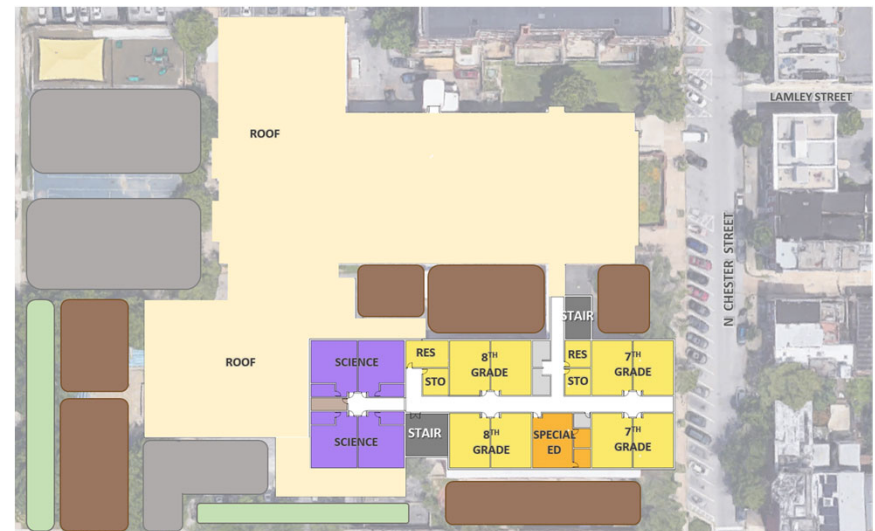 LAMLEY STREET
ROOF
N CHESTER STREET
STAIR
ROOF
SCIENCE
RES
STO
8TH
GRADE
RES
STO
7TH
GRADE
SCIENCE
STAIR
8TH
GRADE
SPECIAL
ED
7TH
GRADE